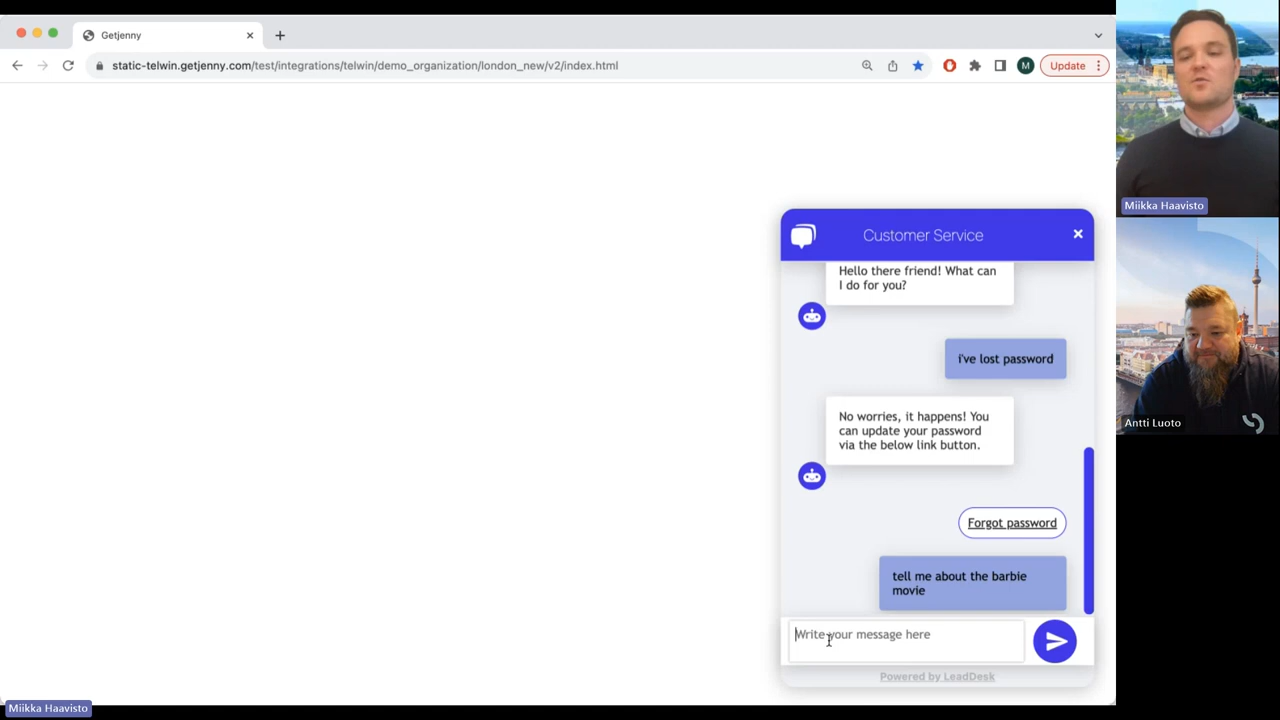 Getjenny
static-telwin.getjenny.com/test/integrations/telwin/demo_organization/london_new/v2/index.html
M
Update
Customer Service
Hello there friend! What can
I do for you?
i've lost password
No worries, it happens! You
can update your password
via the below link button.
Forgot password
tell me about the barbie
movie
Write your message here
Powered by LeadDesk
Miikka Haavisto
Antti Luoto
Miikka Haavisto